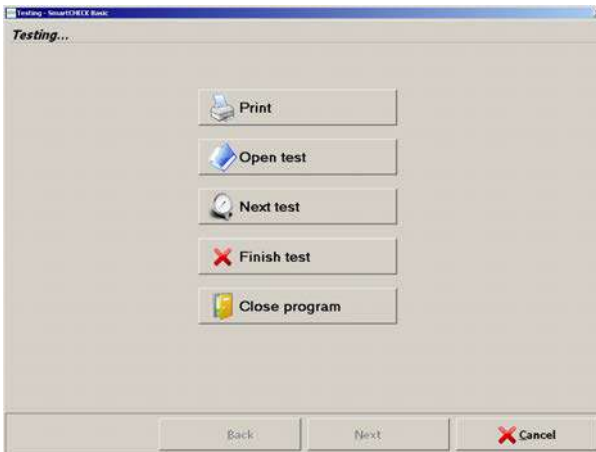 Testing - SmartCHECK Basic
Testing...
Print
Open test
Next test
Finish test
Close program
Back
Next
Cancel